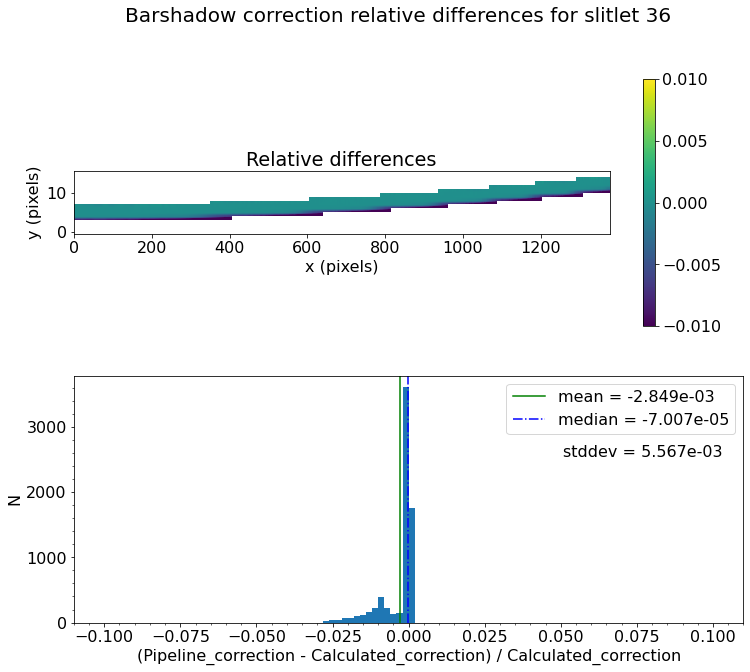 Barshadow correction relative differences for slitlet 36
Relative differences
y (pixels)
10
0
0 200 400 600 800 1000 1200
x (pixels)
0.010
0.005
0.000
−0.005
−0.010
mean = -2.849e-03
median = -7.007e-05
stddev = 5.567e-03
N
3000
2000
1000
0
−0.100 −0.075 −0.050 −0.025 0.000 0.025 0.050 0.075 0.100
(Pipeline_correction - Calculated_correction) / Calculated_correction